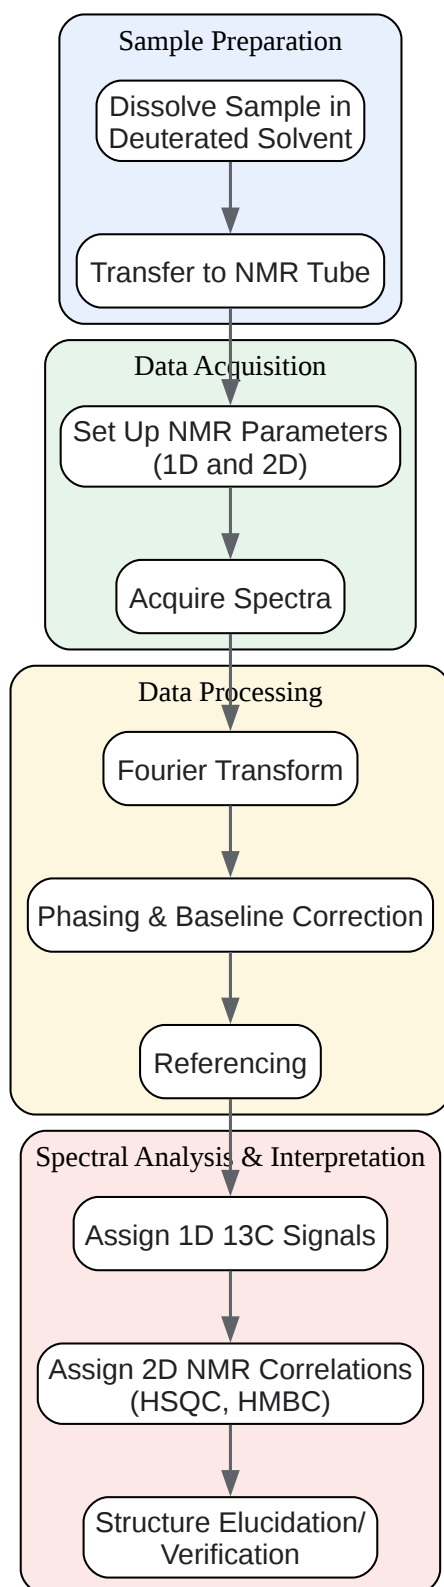 Sample Preparation
Dissolve Sample in
Deuterated Solvent
Transfer to NMR Tube
Data Acquisition
Set Up NMR Parameters
(1D and 2D)
Acquire Spectra
Data Processing
Fourier Transform
Phasing & Baseline Correction
Referencing
Spectral Analysis & Interpretation
Assign 1D 13C Signals
Assign 2D NMR Correlations
(HSQC, HMBC)
Structure Elucidation/
Verification